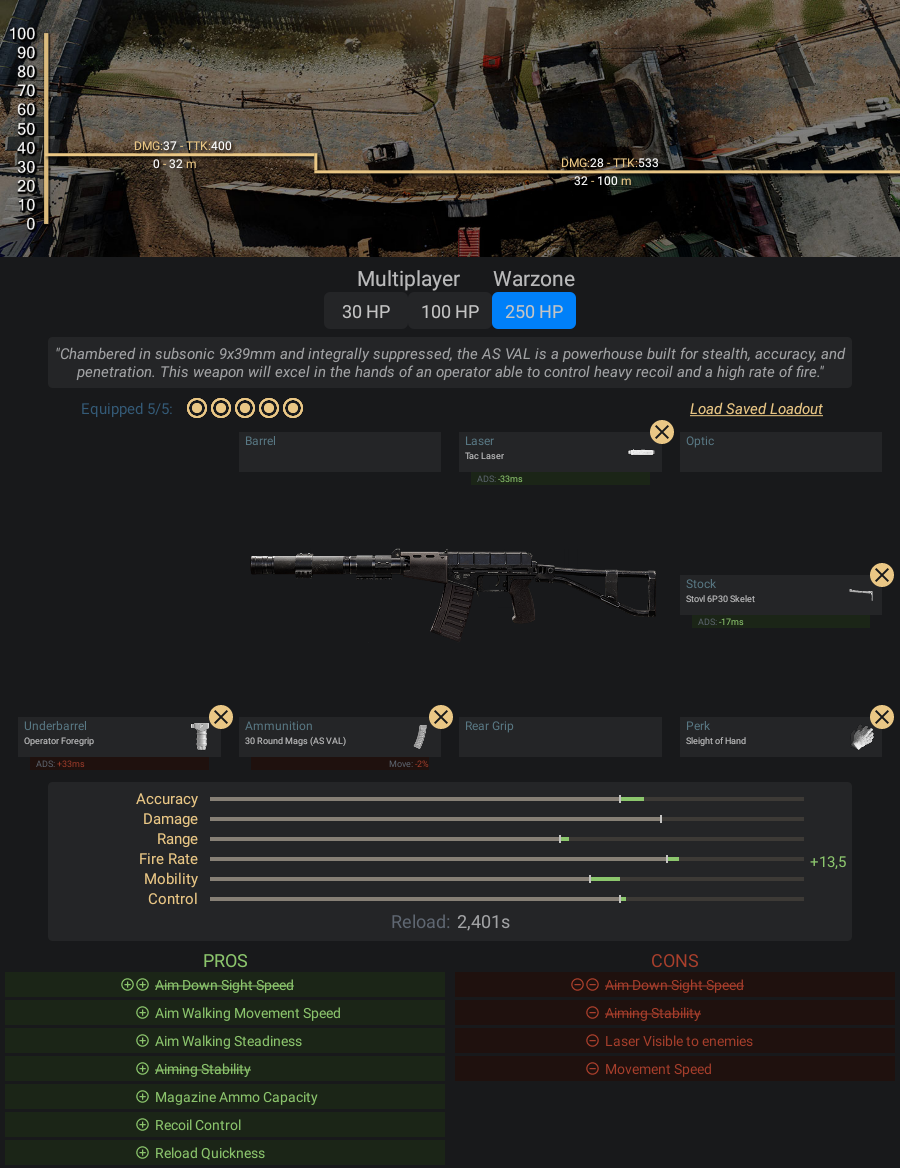 100
90
80
70
60
50
40
30
20
10
0
DMG:37 - TTK:400
0 - 32 m
DMG:28 - TTK:533
32 - 100 m
Multiplayer Warzone
30 HP 100 HP 250 HP
"Chambered in subsonic 9x39mm and integrally suppressed, the AS VAL is a powerhouse built for stealth, accuracy, and
penetration. This weapon will excel in the hands of an operator able to control heavy recoil and a high rate of fire."
Equipped 5/5:
Load Saved Loadout
Barrel
Laser
Tac Laser
ADS: -33ms
Optic
Stock
Stovl 6P30 Skelet
ADS: -17ms
Underbarrel
Operator Foregrip
ADS: +33ms
Ammunition
30 Round Mags (AS VAL)
Move: -2%
Rear Grip
Perk
Sleight of Hand
Accuracy
Damage
Range
Fire Rate +13,5
Mobility
Control
Reload: 2,401s
PROS
Aim Down Sight Speed
Aim Walking Movement Speed
Aim Walking Steadiness
Aiming Stability
Magazine Ammo Capacity
Recoil Control
Reload Quickness
CONS
Aim Down Sight Speed
Aiming Stability
Laser Visible to enemies
Movement Speed